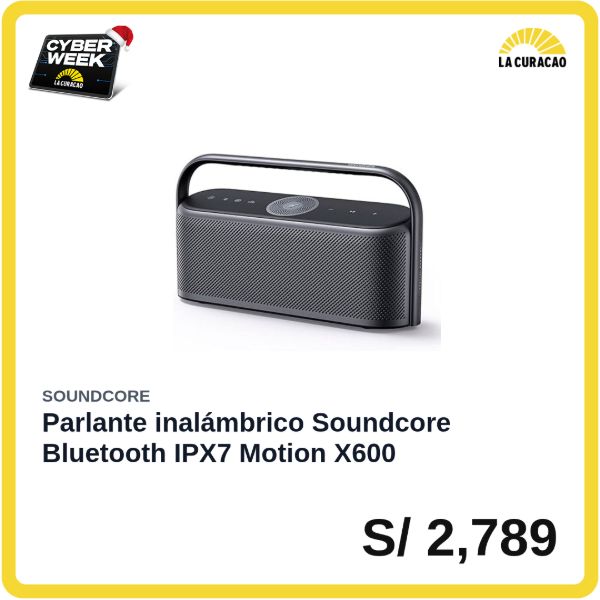 CYBER
WEEK
LA CURACAO
LA CURACAO
SOUNDCORE
Parlante inalámbrico Soundcore
Bluetooth IPX7 Motion X600
S/ 2,789